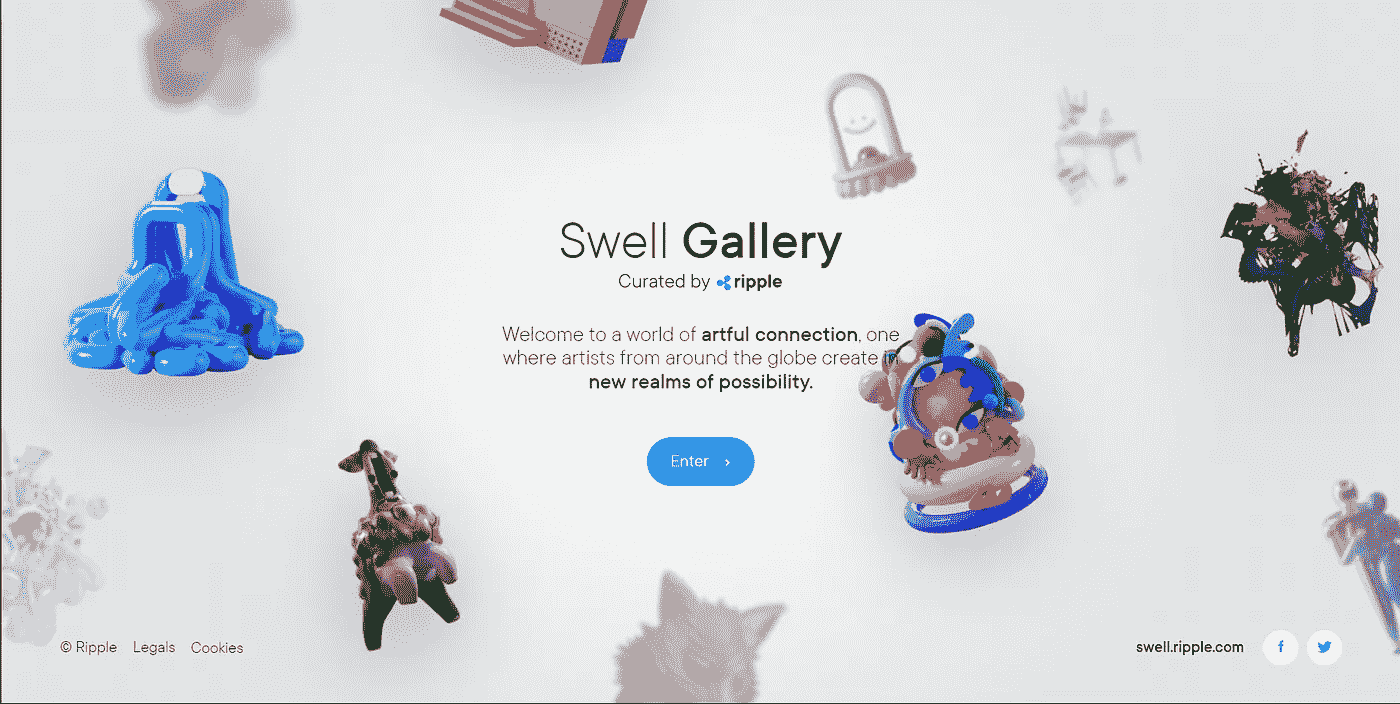 Swell Gallery
Curated by ripple
Welcome to a world of artful connection, one
where artists from around the globe create in
new realms of possibility.
Enter
© Ripple Legals Cookies
swell.ripple.com